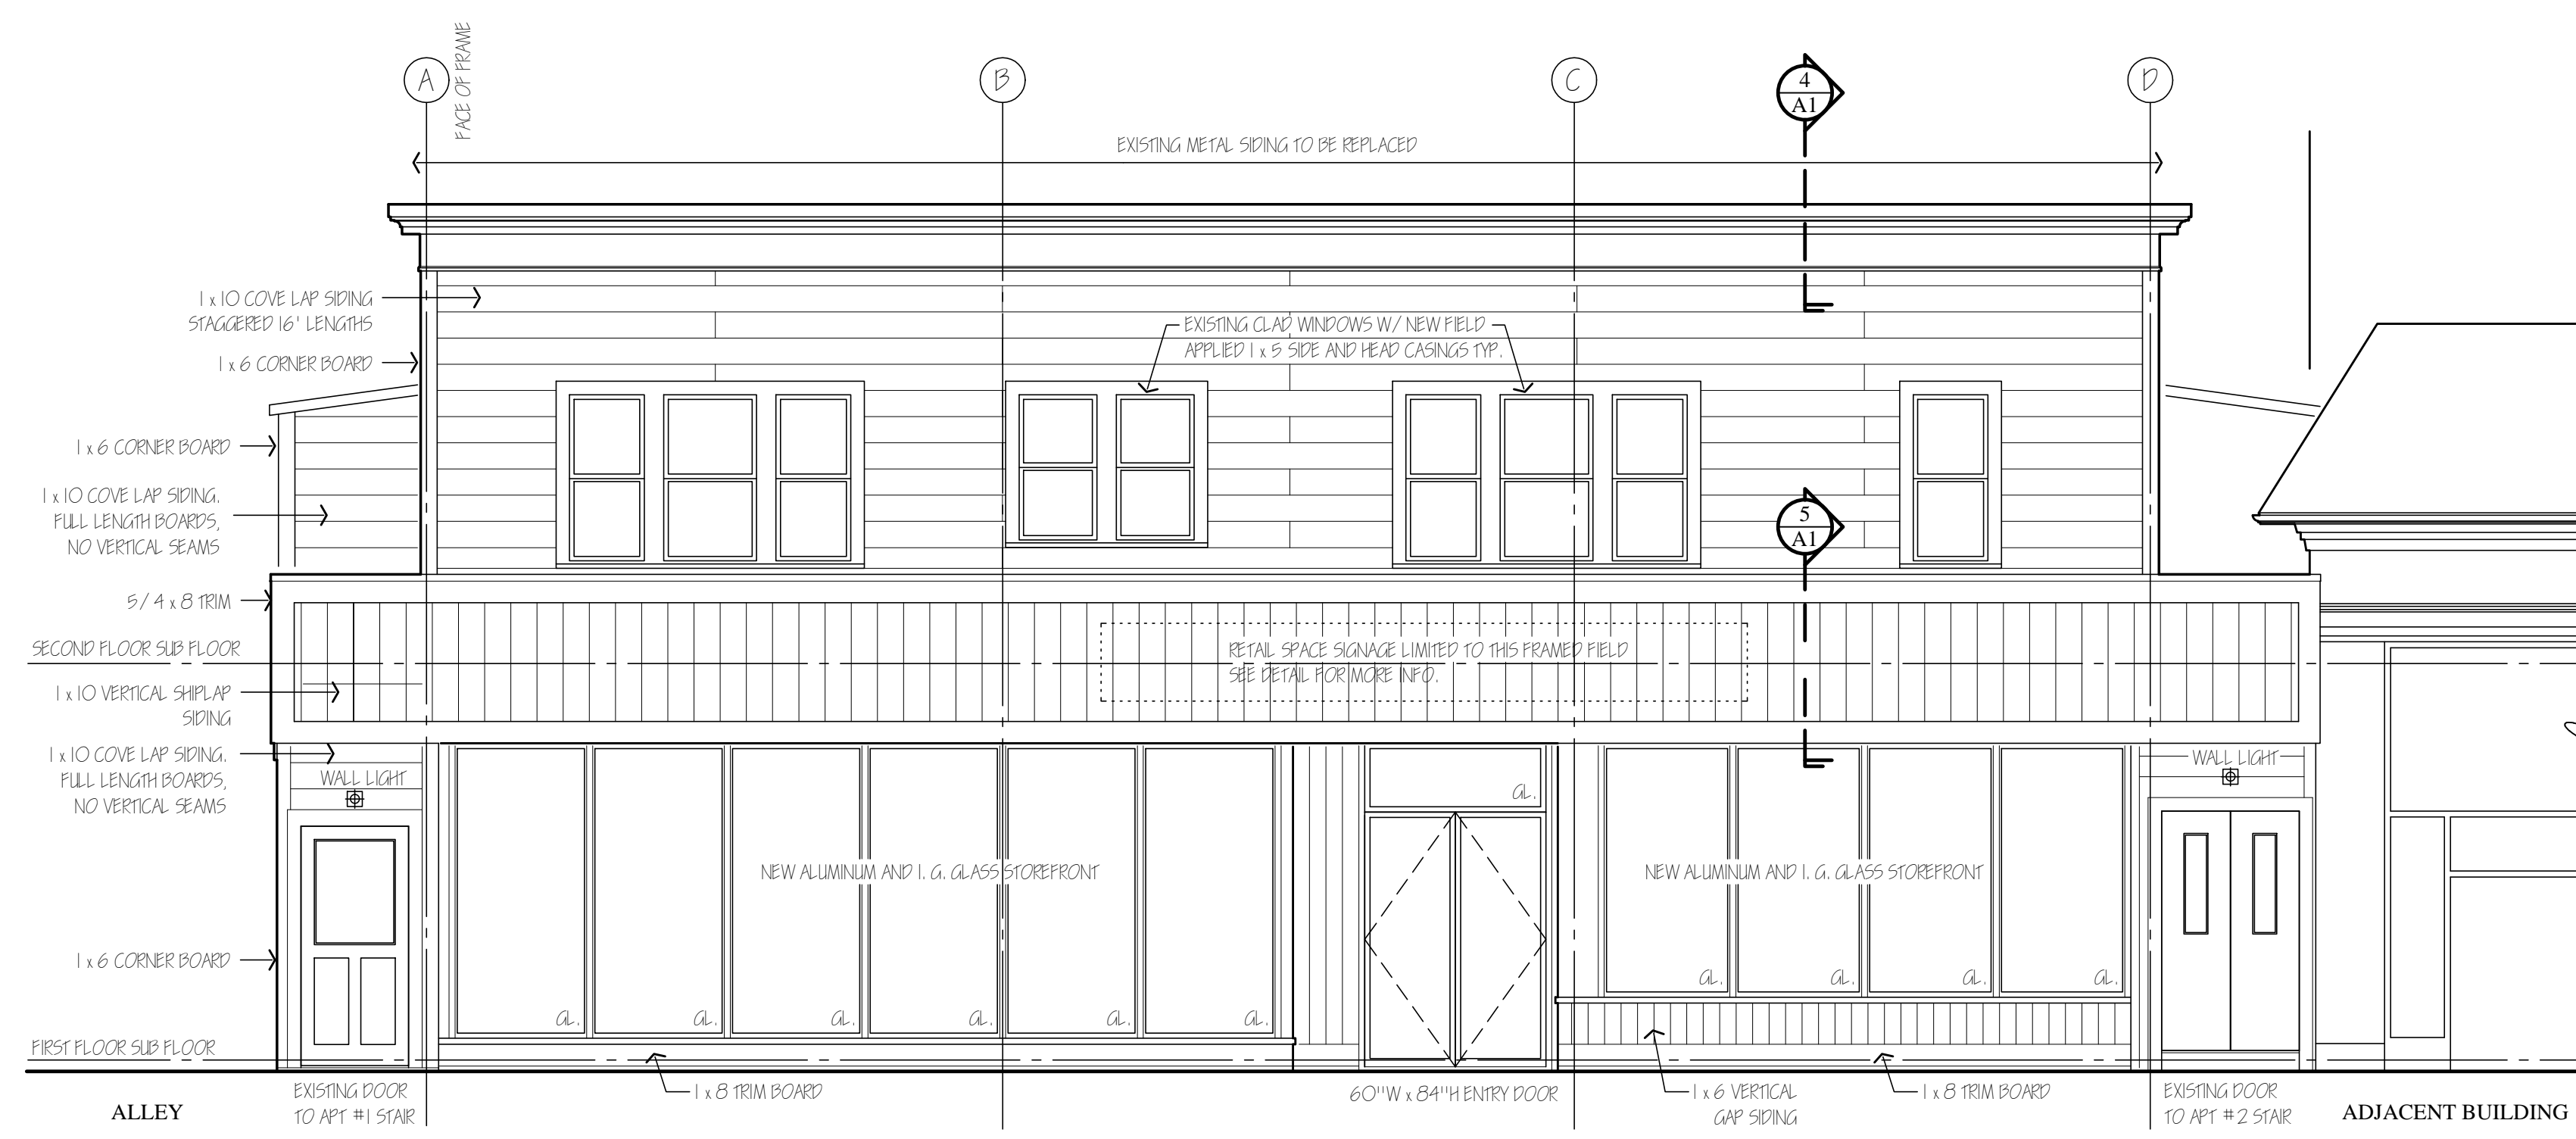 FACE OF FRAME
A
B
C
D
4
A1
EXISTING METAL SIDING TO BE REPLACED
1 x 10 COVE LAP SIDING
STAGGERED 16' LENGTHS
1 x 6 CORNER BOARD
EXISTING CLAD WINDOWS W/ NEW FIELD
APPLIED 1 x 5 SIDE AND HEAD CASINGS TYP.
1 x 6 CORNER BOARD
1 x 10 COVE LAP SIDING.
FULL LENGTH BOARDS,
NO VERTICAL SEAMS
5
A1
5/4 x 8 TRIM
SECOND FLOOR SUB FLOOR
RETAIL SPACE SIGNAGE LIMITED TO THIS FRAMED FIELD
SEE DETAIL FOR MORE INFO.
1 x 10 VERTICAL SHIPLAP
SIDING
1 x 10 COVE LAP SIDING.
FULL LENGTH BOARDS,
NO VERTICAL SEAMS
WALL LIGHT
WALL LIGHT
GL.
NEW ALUMINUM AND I. G. GLASS STOREFRONT
NEW ALUMINUM AND I. G. GLASS STOREFRONT
1 x 6 CORNER BOARD
GL.
GL.
GL.
GL.
GL.
GL.
GL.
GL.
GL.
GL.
FIRST FLOOR SUB FLOOR
EXISTING DOOR
TO APT #1 STAIR
1 x 8 TRIM BOARD
60"W x 84"H ENTRY DOOR
1 x 6 VERTICAL
GAP SIDING
1 x 8 TRIM BOARD
EXISTING DOOR
TO APT #2 STAIR
ALLEY
ADJACENT BUILDING